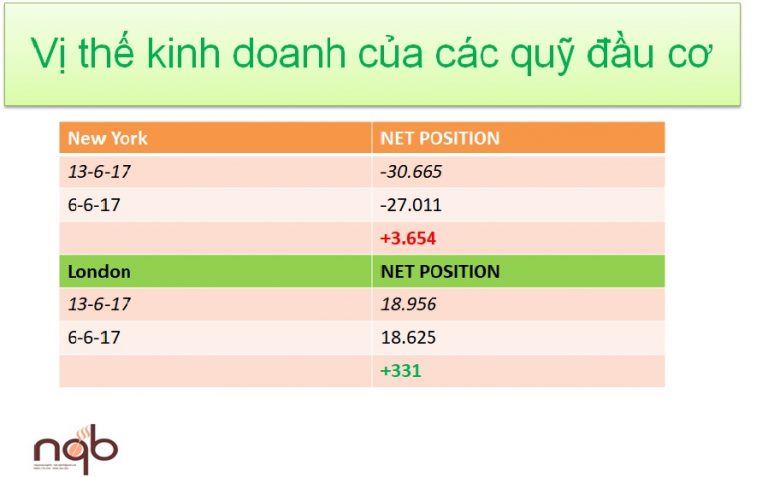 Vị thế kinh doanh của các quỹ đầu cơ
New York NET POSITION
13-6-17 -30.665
6-6-17 -27.011
+3.654
London NET POSITION
13-6-17 18.956
6-6-17 18.625
+331
nqb